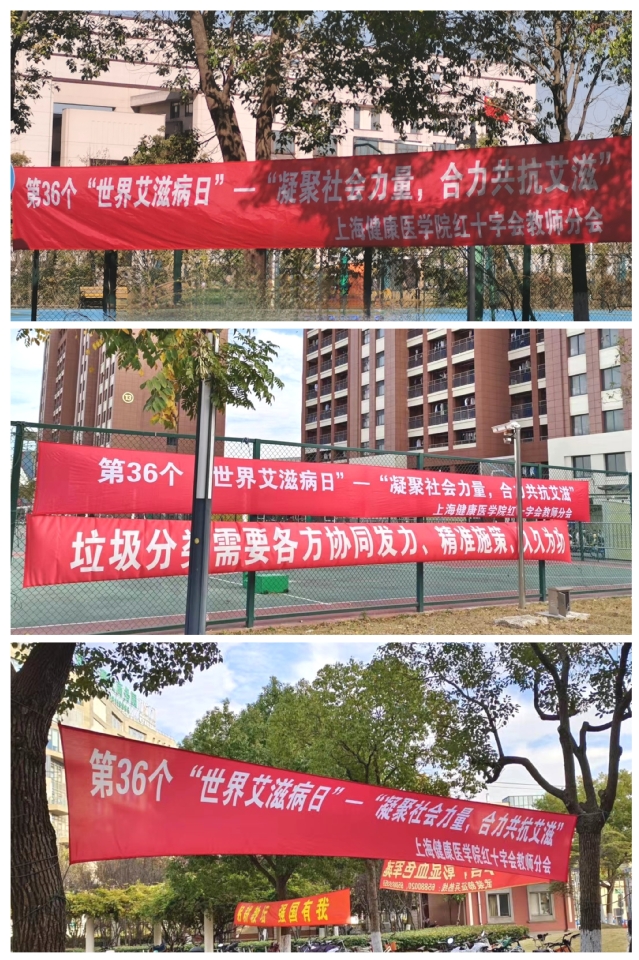 第36个“世界艾滋病日”—“凝聚社会力量，合力共抗艾滋”
上海健康医学院红十字会教师分会
第36个“世界艾滋病日”—“凝聚社会力量，合力共抗艾滋”
上海健康医学院红十字会教师分会
垃圾分类需要各方协同发力、精准施策、久久为功
第36个“世界艾滋病日”—“凝聚社会力量，合力共抗艾滋”
上海健康医学院红十字会教师分会
强国有我